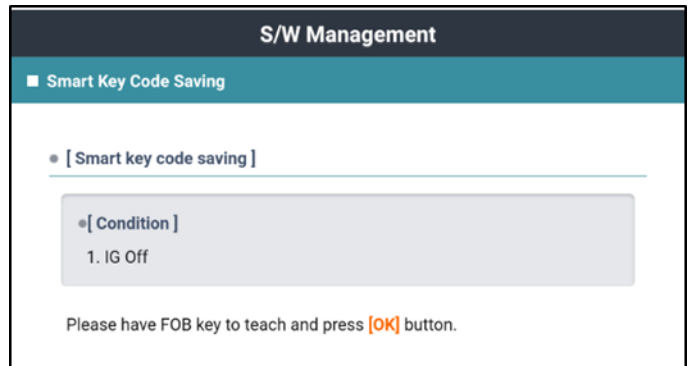 S/W Management
Smart Key Code Saving
[ Smart key code saving ]
[ Condition ]
1. IG Off
Please have FOB key to teach and press [OK] button.